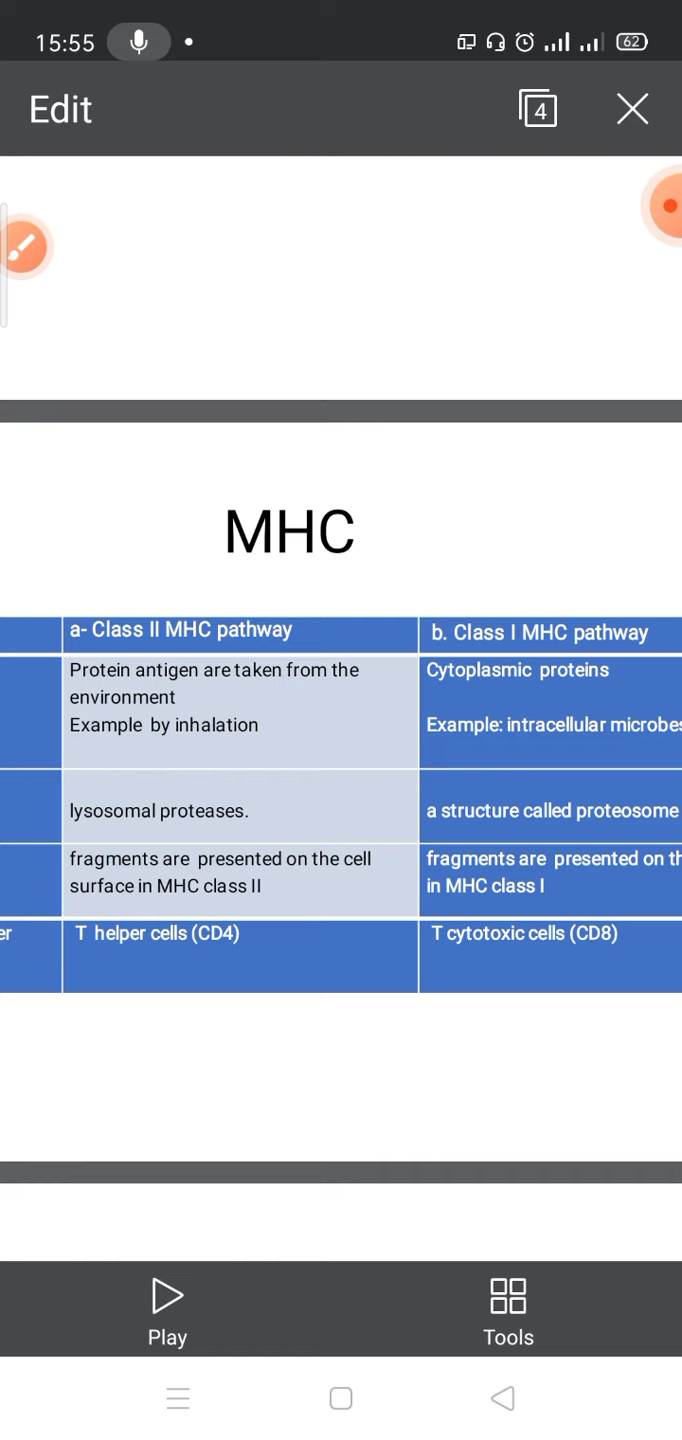 15:55
62
Edit
4
MHC
a- Class II MHC pathway
b. Class I MHC pathway
Protein antigen are taken from the
environment
Example by inhalation
Cytoplasmic proteins
Example: intracellular microbes
lysosomal proteases.
a structure called proteosome
fragments are presented on the cell
surface in MHC class II
fragments are presented on th
in MHC class I
er
T helper cells (CD4)
T cytotoxic cells (CD8)
Play
Tools